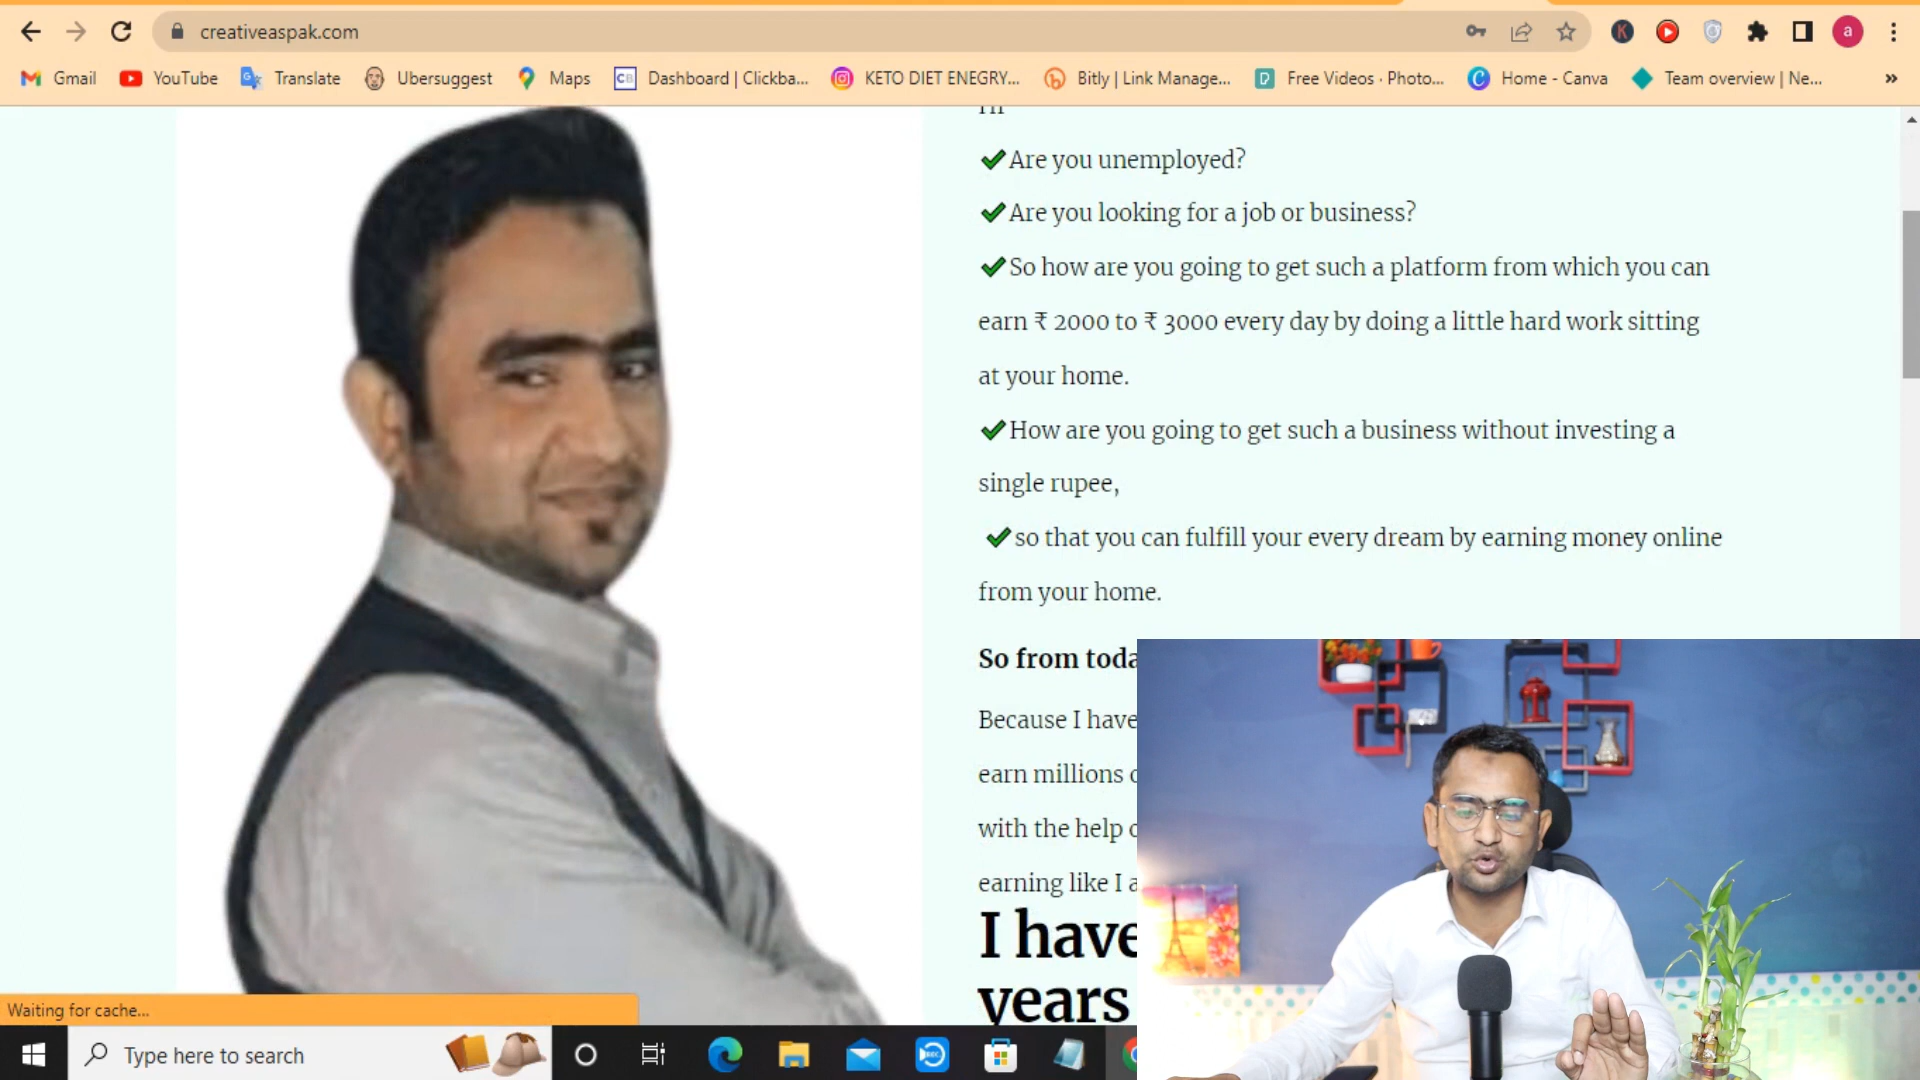 creativeaspak.com
a
Gmail
YouTube
Translate
Ubersuggest
Maps
CB Dashboard | Clickba...
KETO DIET ENEGRY...
Bitly | Link Manage...
Free Videos · Photo...
Home - Canva
Team overview | Ne...
»
✔Are you unemployed?
✔Are you looking for a job or business?
✔So how are you going to get such a platform from which you can
earn ₹ 2000 to ₹ 3000 every day by doing a little hard work sitting
at your home.
✔How are you going to get such a business without investing a
single rupee,
✔so that you can fulfill your every dream by earning money online
from your home.
So from toda
Because I have
earn millions
with the help
earning like I a
I have
years
Waiting for cache...
Type here to search